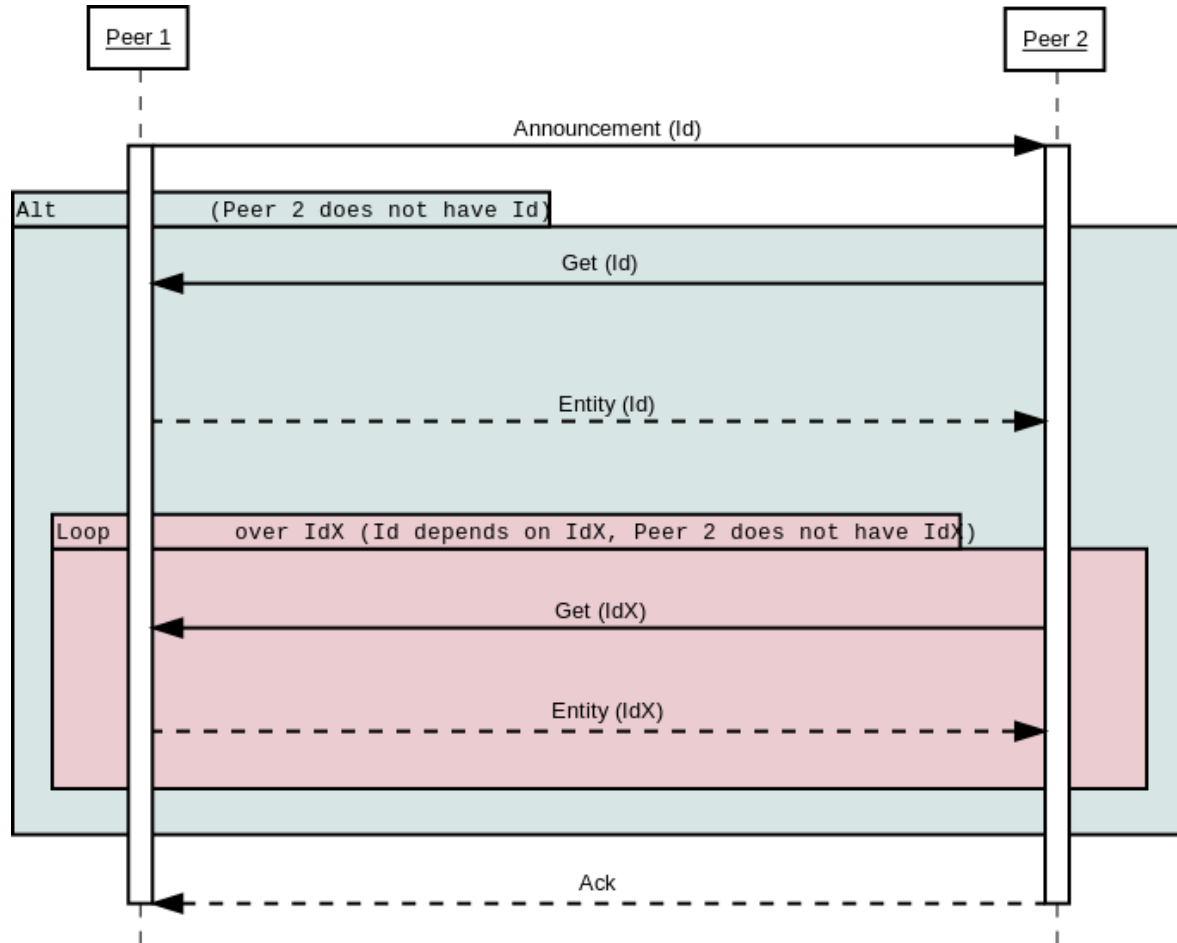 Peer 1
Peer 2
Announcement (Id)
Alt (Peer 2 does not have Id)
Get (Id)
Entity (Id)
Loop over IdX (Id depends on IdX, Peer 2 does not have IdX)
Get (IdX)
Entity (IdX)
Ack